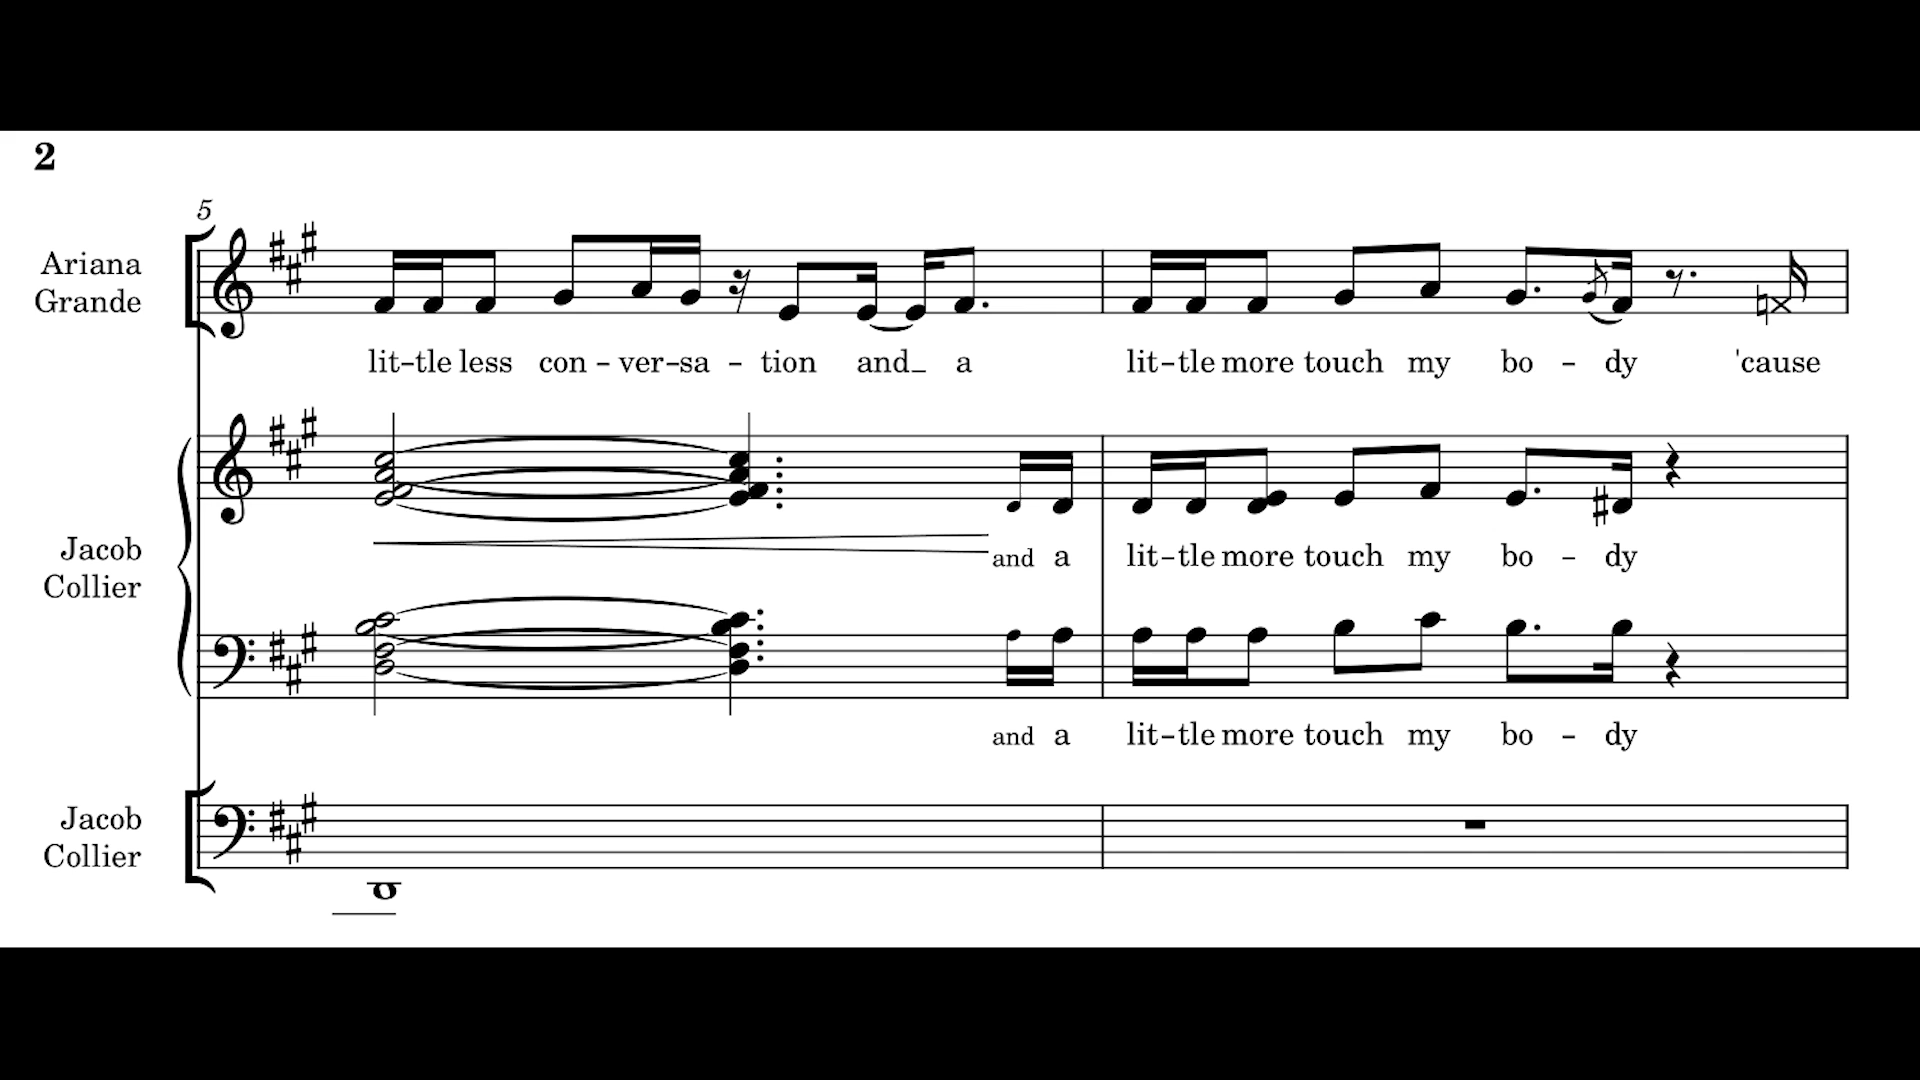 2
5
Ariana
Grande
lit-tle less con - ver-sa - tion and_ a lit-tle more touch my bo - dy 'cause
Jacob
Collier
and a lit-tle more touch my bo - dy
and a lit-tle more touch my bo - dy
Jacob
Collier